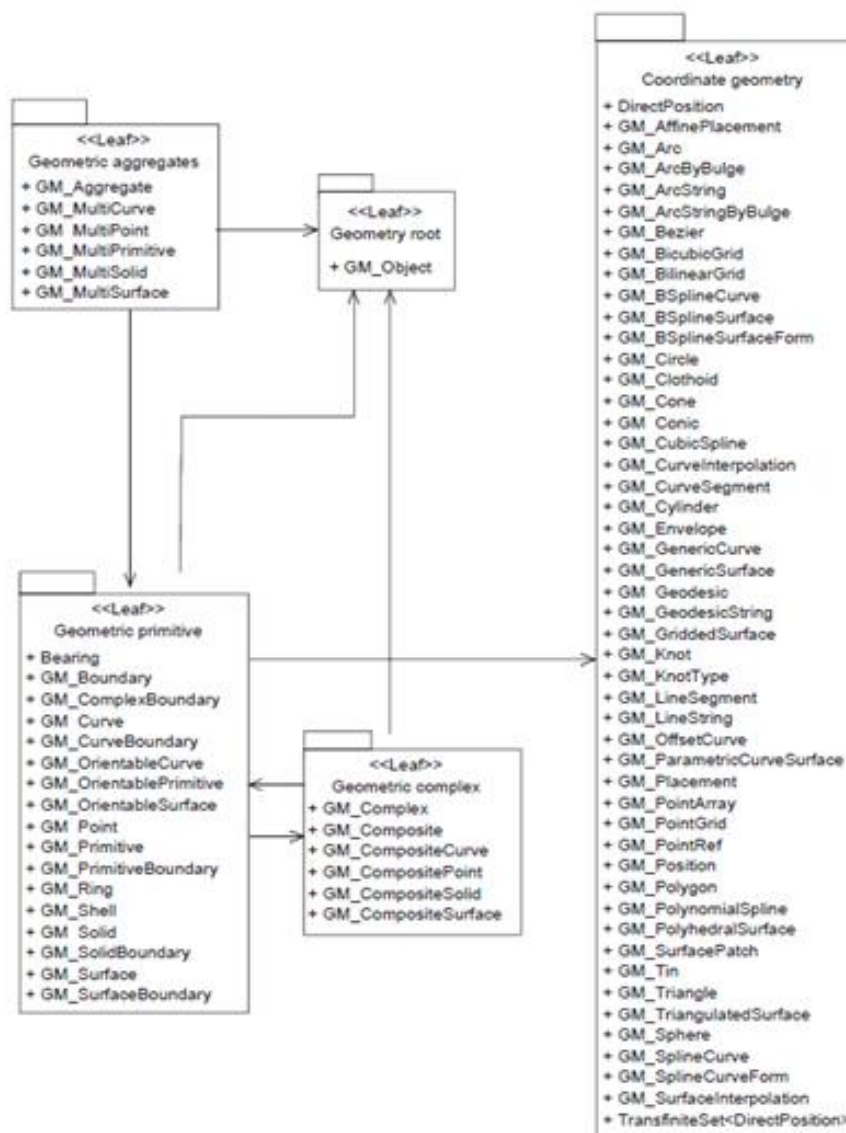 <<Leaf>>
Geometric aggregates
+ GM_Aggregate
+ GM_MultiCurve
+ GM_MultiPoint
+ GM_MultiPrimitive
+ GM_MultiSolid
+ GM_MultiSurface
<<Leaf>>
Geometry root
+ GM_Object
<<Leaf>>
Geometric primitive
+ Bearing
+ GM_Boundary
+ GM_ComplexBoundary
+ GM_Curve
+ GM_CurveBoundary
+ GM_OrientableCurve
+ GM_OrientablePrimitive
+ GM_OrientableSurface
+ GM_Point
+ GM_Primitive
+ GM_PrimitiveBoundary
+ GM_Ring
+ GM_Shell
+ GM_Solid
+ GM_SolidBoundary
+ GM_Surface
+ GM_SurfaceBoundary
<<Leaf>>
Geometric complex
+ GM_Complex
+ GM_Composite
+ GM_CompositeCurve
+ GM_CompositePoint
+ GM_CompositeSolid
+ GM_CompositeSurface
<<Leaf>>
Coordinate geometry
+ DirectPosition
+ GM_AffinePlacement
+ GM_Arc
+ GM_ArcByBulge
+ GM_ArcString
+ GM_ArcStringByBulge
+ GM_Bezier
+ GM_BicubicGrid
+ GM_BilinearGrid
+ GM_BSplineCurve
+ GM_BSplineSurface
+ GM_BSplineSurfaceForm
+ GM_Circle
+ GM_Clothoid
+ GM_Cone
+ GM_Conic
+ GM_CubicSpline
+ GM_CurveInterpolation
+ GM_CurveSegment
+ GM_Cylinder
+ GM_Envelope
+ GM_GenericCurve
+ GM_GenericSurface
+ GM_Geodesic
+ GM_GeodesicString
+ GM_GriddedSurface
+ GM_Knot
+ GM_KnotType
+ GM_LineSegment
+ GM_LineString
+ GM_OffsetCurve
+ GM_ParametricCurveSurface
+ GM_Placement
+ GM_PointArray
+ GM_PointGrid
+ GM_PointRef
+ GM_Position
+ GM_Polygon
+ GM_PolynomialSpline
+ GM_PolyhedralSurface
+ GM_SurfacePatch
+ GM_Tin
+ GM_Triangle
+ GM_TriangulatedSurface
+ GM_Sphere
+ GM_SplineCurve
+ GM_SplineCurveForm
+ GM_SurfaceInterpolation
+ TransfiniteSet<DirectPosition>